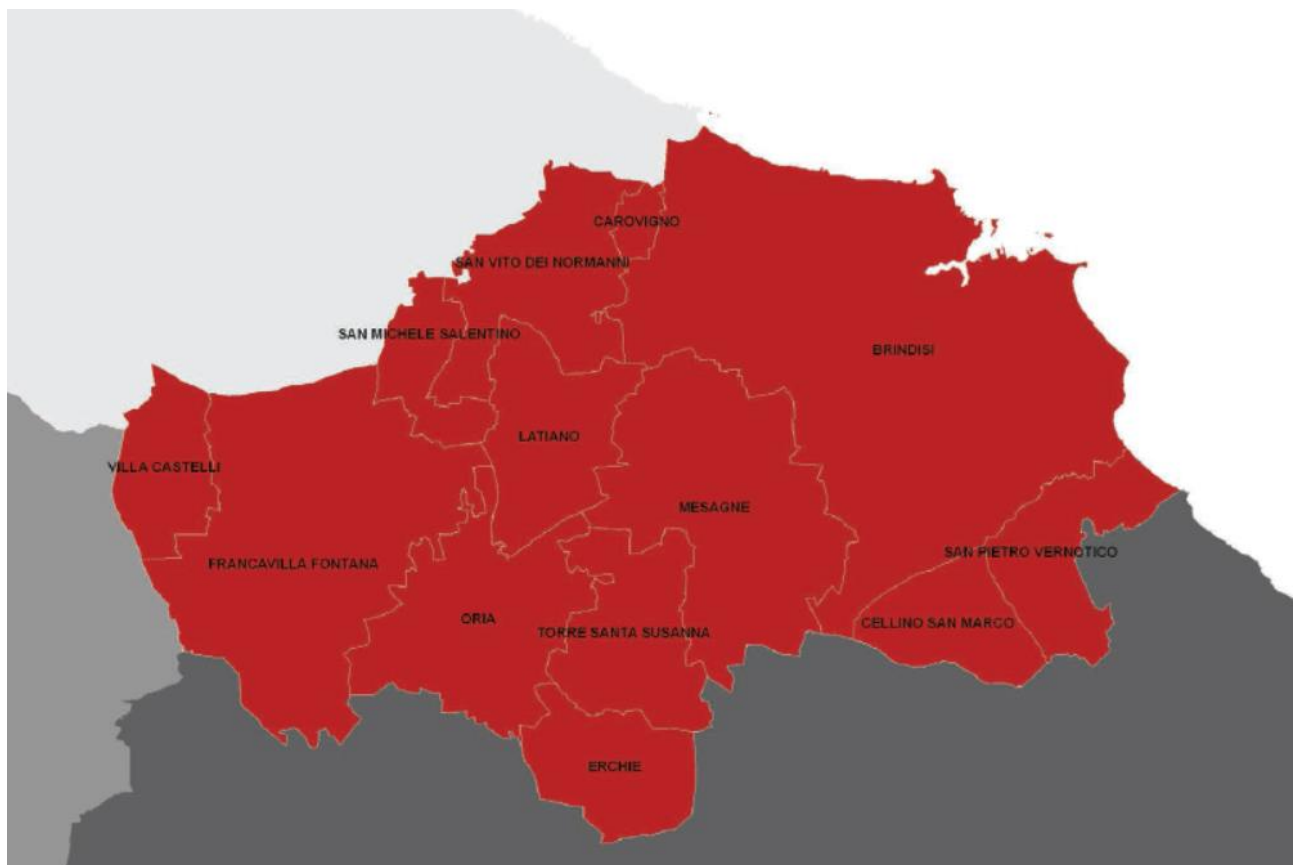 CAROVIGNO
SAN VITO DEI NORMANNI
SAN MICHELE SALENTINO
BRINDISI
LATIANO
VILLA CASTELLI
MESAGNE
SAN PIETRO VERNOTICO
FRANCAVILLA FONTANA
ORIA
CELLINO SAN MARCO
TORRE SANTA SUSANNA
ERCHIE